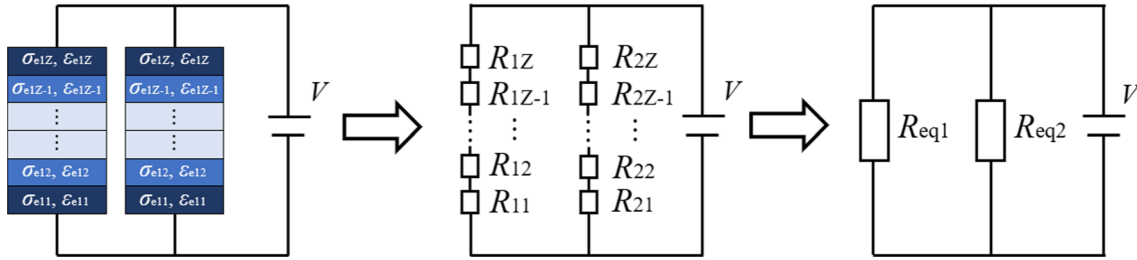 σe1Z, εe1Z σe1Z, εe1Z
σe1Z-1, εe1Z-1 σe1Z-1, εe1Z-1
⋮ ⋮
⋮ ⋮
σe12, εe12 σe12, εe12
σe11, εe11 σe11, εe11
V
R1Z R2Z
R1Z-1 R2Z-1
⋮ ⋮ ⋮ ⋮
R12 R22
R11 R21
V
Req1 Req2
V